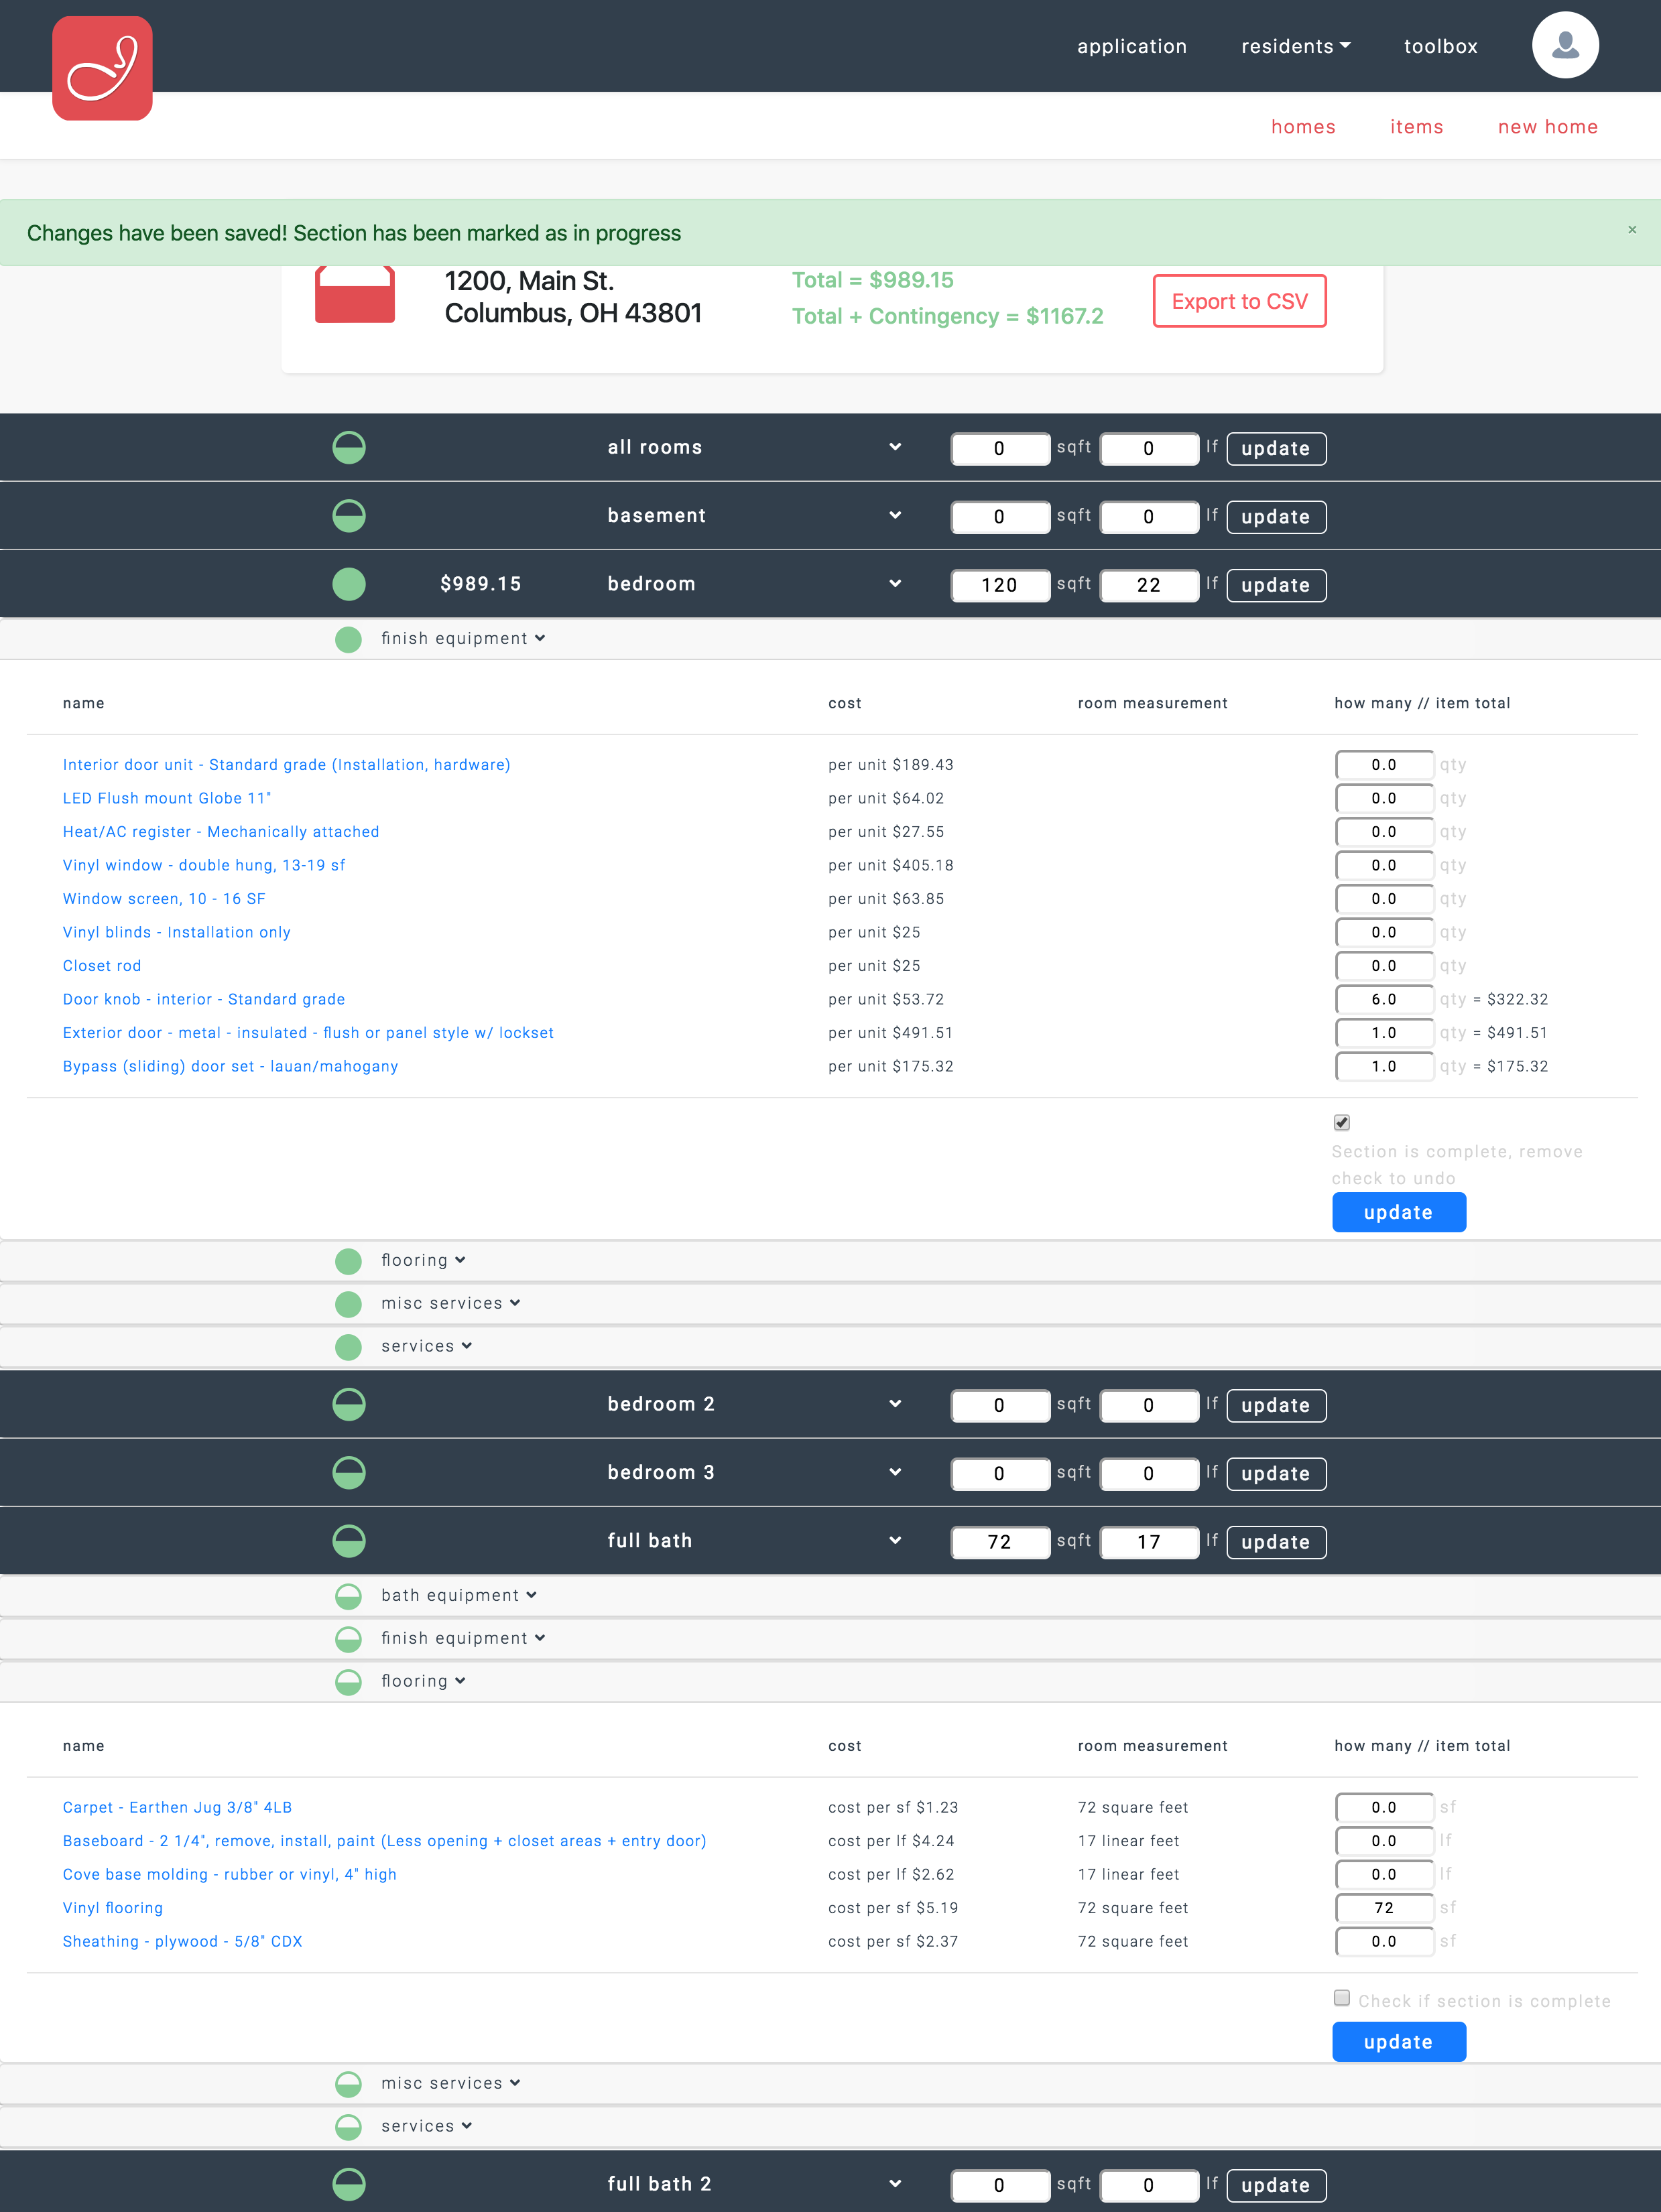 application residents toolbox
homes items new home
Changes have been saved! Section has been marked as in progress ×
1200, Main St.
Columbus, OH 43801
Total = $989.15
Total + Contingency = $1167.2
Export to CSV
all rooms 0 sqft 0 lf update
basement 0 sqft 0 lf update
$989.15 bedroom 120 sqft 22 lf update
finish equipment
name cost room measurement how many // item total
Interior door unit - Standard grade (Installation, hardware) per unit $189.43 0.0 qty
LED Flush mount Globe 11" per unit $64.02 0.0 qty
Heat/AC register - Mechanically attached per unit $27.55 0.0 qty
Vinyl window - double hung, 13-19 sf per unit $405.18 0.0 qty
Window screen, 10 - 16 SF per unit $63.85 0.0 qty
Vinyl blinds - Installation only per unit $25 0.0 qty
Closet rod per unit $25 0.0 qty
Door knob - interior - Standard grade per unit $53.72 6.0 qty = $322.32
Exterior door - metal - insulated - flush or panel style w/ lockset per unit $491.51 1.0 qty = $491.51
Bypass (sliding) door set - lauan/mahogany per unit $175.32 1.0 qty = $175.32
Section is complete, remove
check to undo
update
flooring
misc services
services
bedroom 2 0 sqft 0 lf update
bedroom 3 0 sqft 0 lf update
full bath 72 sqft 17 lf update
bath equipment
finish equipment
flooring
name cost room measurement how many // item total
Carpet - Earthen Jug 3/8" 4LB cost per sf $1.23 72 square feet 0.0 sf
Baseboard - 2 1/4", remove, install, paint (Less opening + closet areas + entry door) cost per lf $4.24 17 linear feet 0.0 lf
Cove base molding - rubber or vinyl, 4" high cost per lf $2.62 17 linear feet 0.0 lf
Vinyl flooring cost per sf $5.19 72 square feet 72 sf
Sheathing - plywood - 5/8" CDX cost per sf $2.37 72 square feet 0.0 sf
Check if section is complete
update
misc services
services
full bath 2 0 sqft 0 lf update